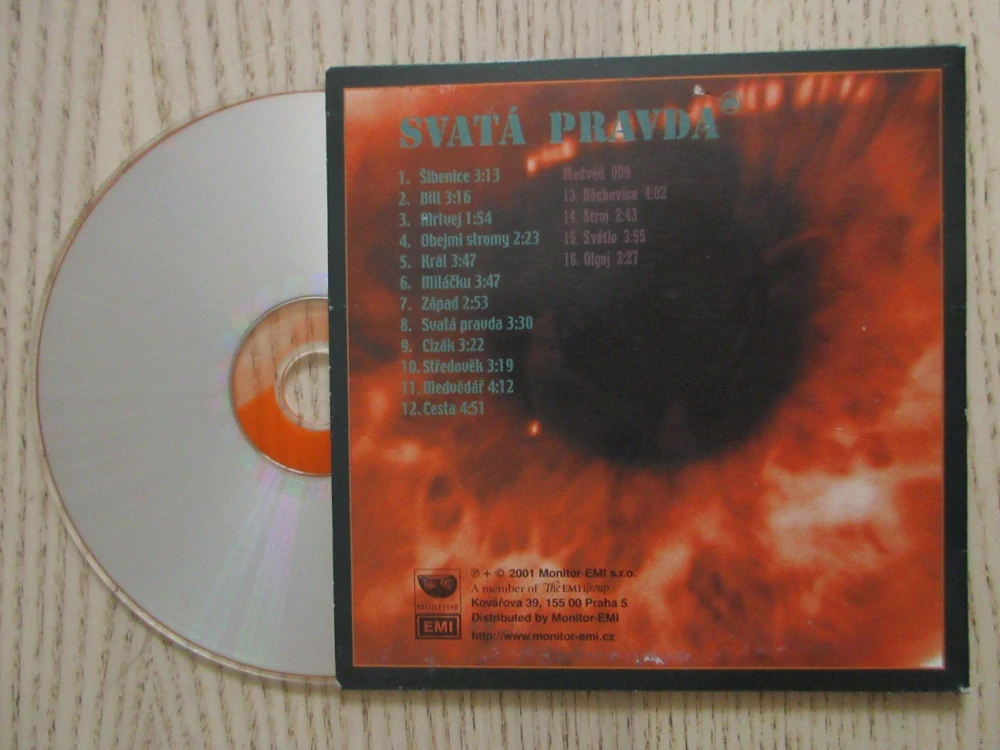 SVATÁ PRAVDA
1. Šibenice 3:13
2. Bill 3:16
3. Mrtvej 1:54
4. Obejmi stromy 2:23
5. Král 3:47
6. Miláčku 3:47
7. Západ 2:53
8. Svatá pravda 3:30
9. Cizák 3:22
10. Středověk 3:19
11. Medvědář 4:12
12. Cesta 4:51
Medvěd 009
13. Běchovice 4:02
14. Stroj 2:43
15. Světlo 3:55
16. Olgoj 3:27
MONITOR
EMI
℗ + © 2001 Monitor-EMI s.r.o.
A member of The EMI Group
Kovářova 39, 155 00 Praha 5
Distributed by Monitor-EMI
http://www.monitor-emi.cz